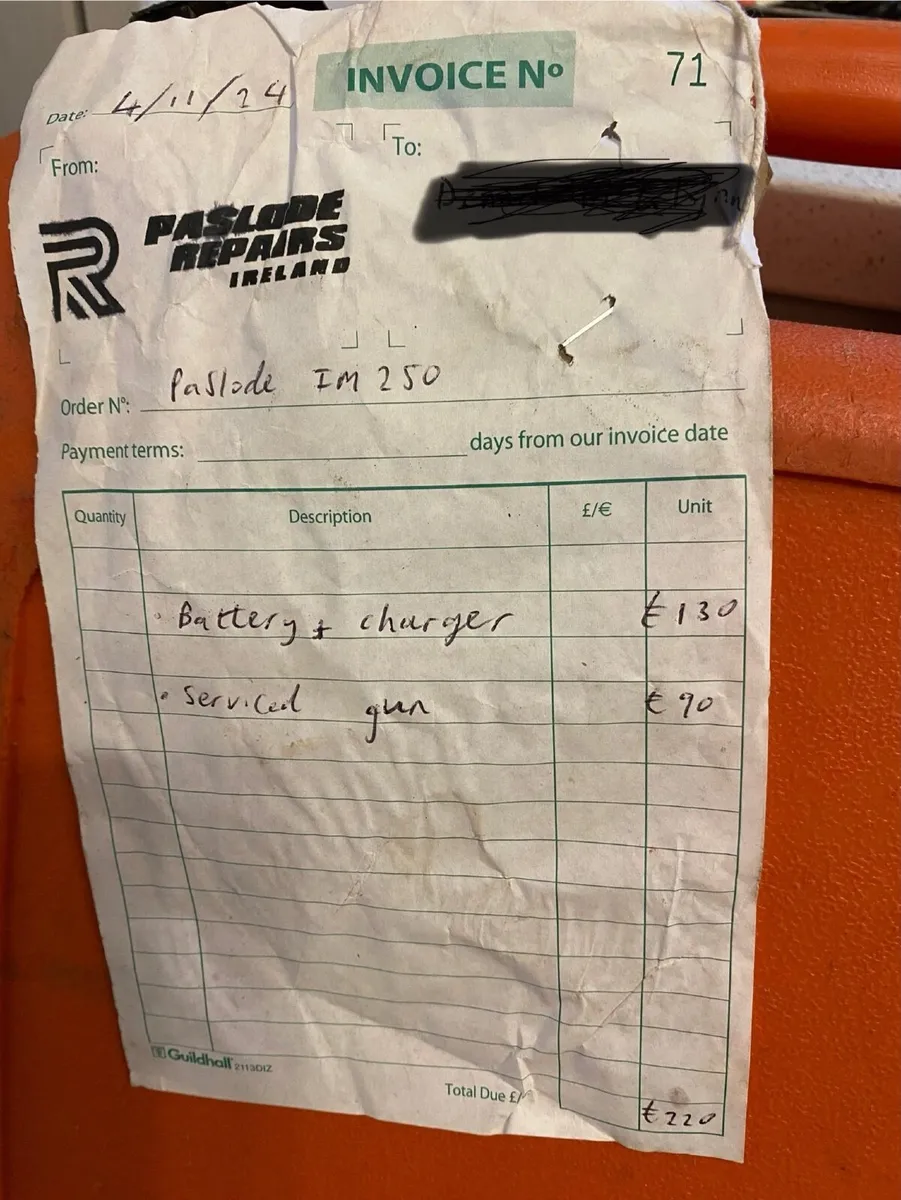 INVOICE Nº 71
Date: 4/11/24
From:
To:
PASLODE
REPAIRS
IRELAND
Order Nº: Paslode IM 250
Payment terms: days from our invoice date
Quantity Description £/€ Unit
• Battery + charger €130
• Serviced gun €90
Guildhall 2113DIZ
Total Due £/
€220